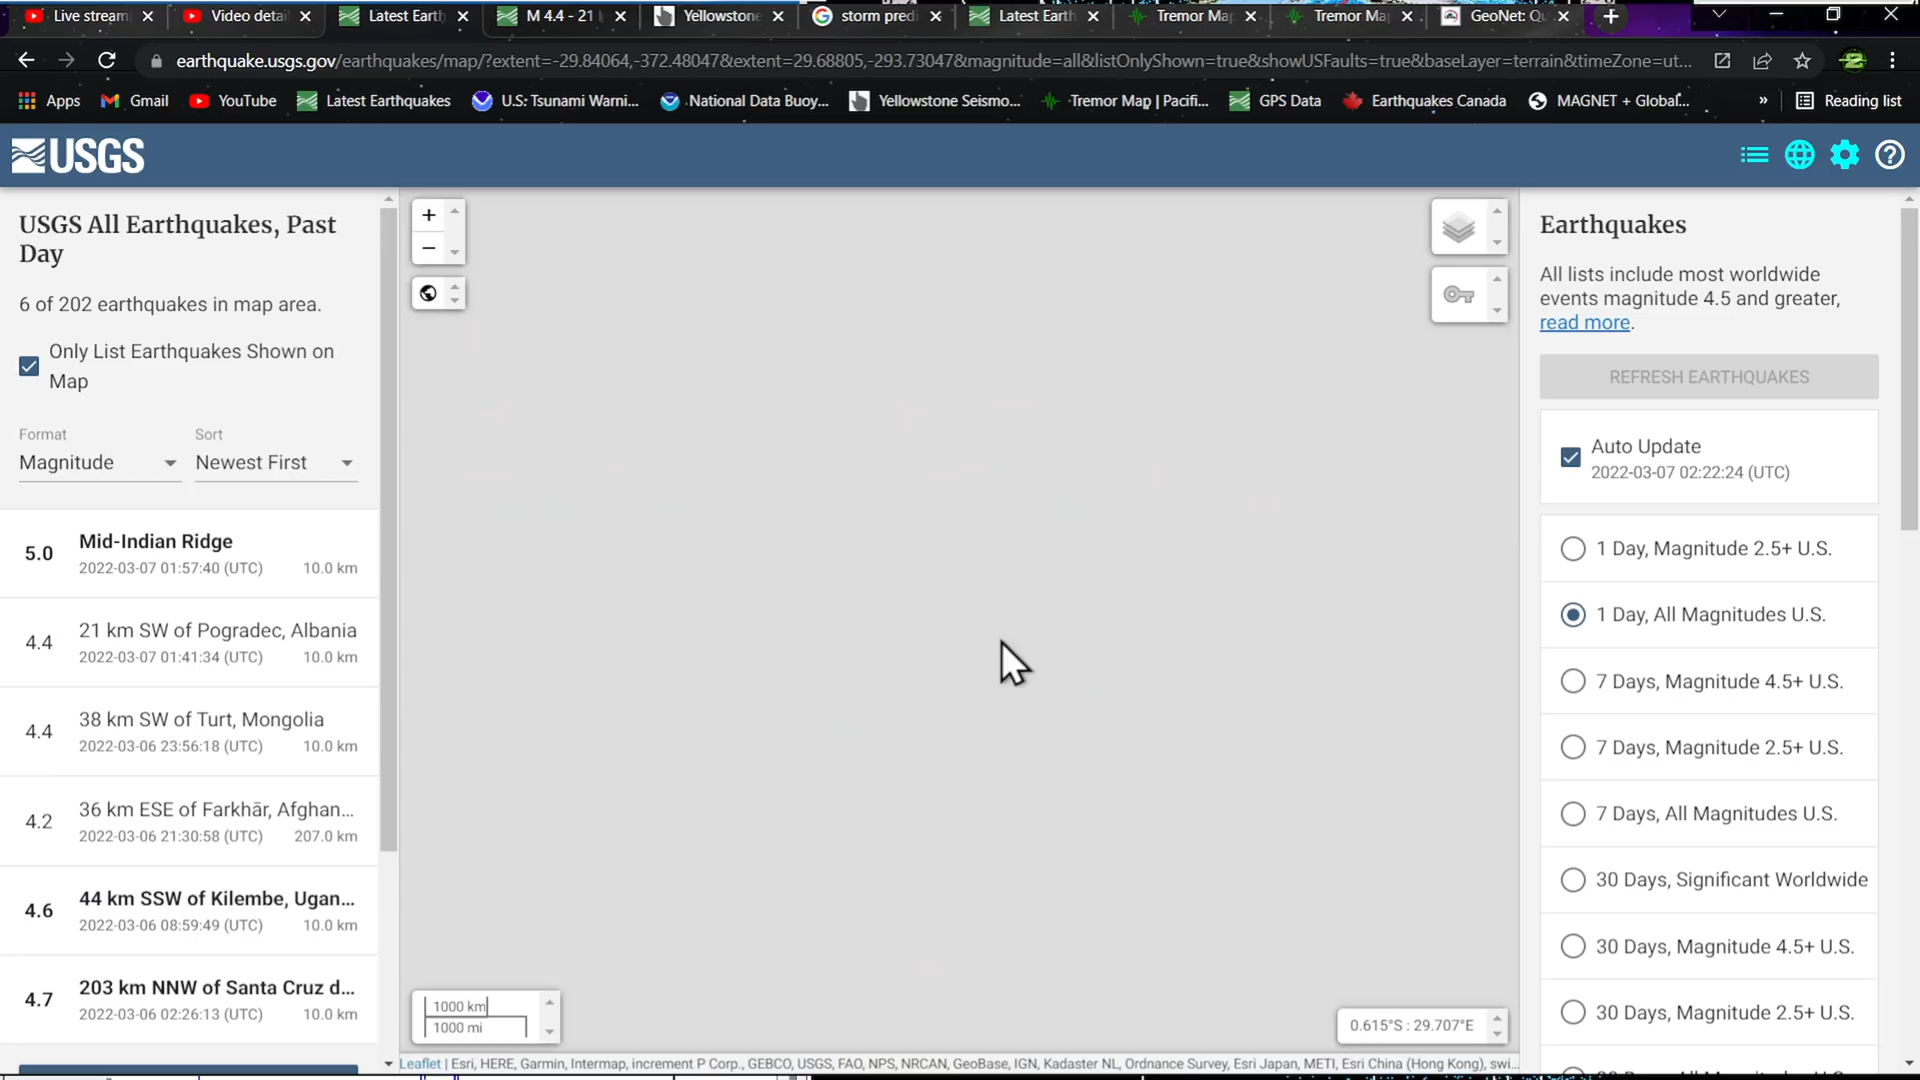 Live stream
Video detai
Latest Earth
M 4.4 - 21
Yellowstone
storm predi
Latest Earth
Tremor Ma
Tremor Ma
GeoNet: Qu
earthquake.usgs.gov/earthquakes/map/?extent=-29.84064,-372.48047&extent=29.68805,-293.73047&magnitude=all&listOnlyShown=true&showUSFaults=true&baseLayer=terrain&timeZone=ut...
Apps
Gmail
YouTube
Latest Earthquakes
U.S: Tsunami Warni...
National Data Buoy...
Yellowstone Seismo...
Tremor Map | Pacifi...
GPS Data
Earthquakes Canada
MAGNET + Global...
»
Reading list
USGS
USGS All Earthquakes, Past
Day
6 of 202 earthquakes in map area.
Only List Earthquakes Shown on
Map
Format
Sort
Magnitude
Newest First
5.0
Mid-Indian Ridge
2022-03-07 01:57:40 (UTC) 10.0 km
4.4
21 km SW of Pogradec, Albania
2022-03-07 01:41:34 (UTC) 10.0 km
4.4
38 km SW of Turt, Mongolia
2022-03-06 23:56:18 (UTC) 10.0 km
4.2
36 km ESE of Farkhār, Afghan...
2022-03-06 21:30:58 (UTC) 207.0 km
4.6
44 km SSW of Kilembe, Ugan...
2022-03-06 08:59:49 (UTC) 10.0 km
4.7
203 km NNW of Santa Cruz d...
2022-03-06 02:26:13 (UTC) 10.0 km
+
−
1000 km
1000 mi
0.615°S : 29.707°E
Leaflet | Esri, HERE, Garmin, Intermap, increment P Corp., GEBCO, USGS, FAO, NPS, NRCAN, GeoBase, IGN, Kadaster NL, Ordnance Survey, Esri Japan, METI, Esri China (Hong Kong), swi...
Earthquakes
All lists include most worldwide
events magnitude 4.5 and greater,
read more.
REFRESH EARTHQUAKES
Auto Update
2022-03-07 02:22:24 (UTC)
1 Day, Magnitude 2.5+ U.S.
1 Day, All Magnitudes U.S.
7 Days, Magnitude 4.5+ U.S.
7 Days, Magnitude 2.5+ U.S.
7 Days, All Magnitudes U.S.
30 Days, Significant Worldwide
30 Days, Magnitude 4.5+ U.S.
30 Days, Magnitude 2.5+ U.S.